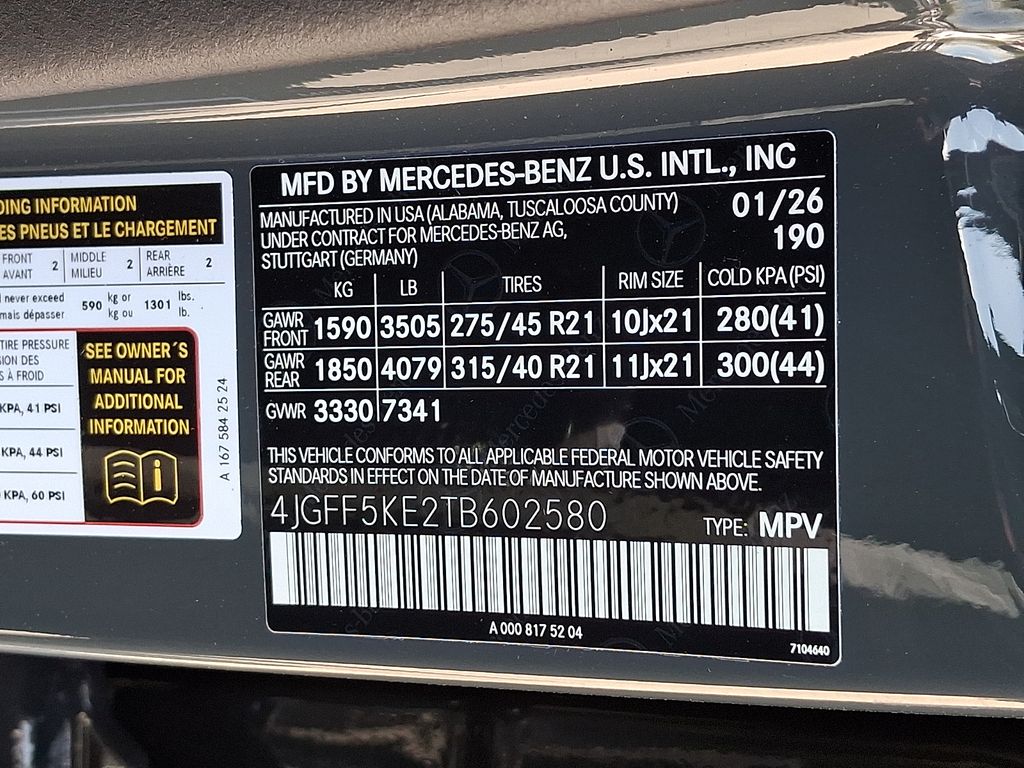 DING INFORMATION
ES PNEUS ET LE CHARGEMENT
FRONT AVANT 2 MIDDLE MILIEU 2 REAR ARRIÈRE 2
never exceed 590 kg or 1301 lbs.
mais dépasser kg ou lb.
TIRE PRESSURE
SION DES
S À FROID
KPA, 41 PSI
KPA, 44 PSI
KPA, 60 PSI
SEE OWNER´S
MANUAL FOR
ADDITIONAL
INFORMATION
A 167 584 25 24
MFD BY MERCEDES-BENZ U.S. INTL., INC
MANUFACTURED IN USA (ALABAMA, TUSCALOOSA COUNTY) 01/26
UNDER CONTRACT FOR MERCEDES-BENZ AG, 190
STUTTGART (GERMANY)
KG LB TIRES RIM SIZE COLD KPA (PSI)
GAWR FRONT 1590 3505 275/45 R21 10Jx21 280(41)
GAWR REAR 1850 4079 315/40 R21 11Jx21 300(44)
GVWR 3330 7341
THIS VEHICLE CONFORMS TO ALL APPLICABLE FEDERAL MOTOR VEHICLE SAFETY
STANDARDS IN EFFECT ON THE DATE OF MANUFACTURE SHOWN ABOVE.
4JGFF5KE2TB602580 TYPE: MPV
A 000 817 52 04
7104640